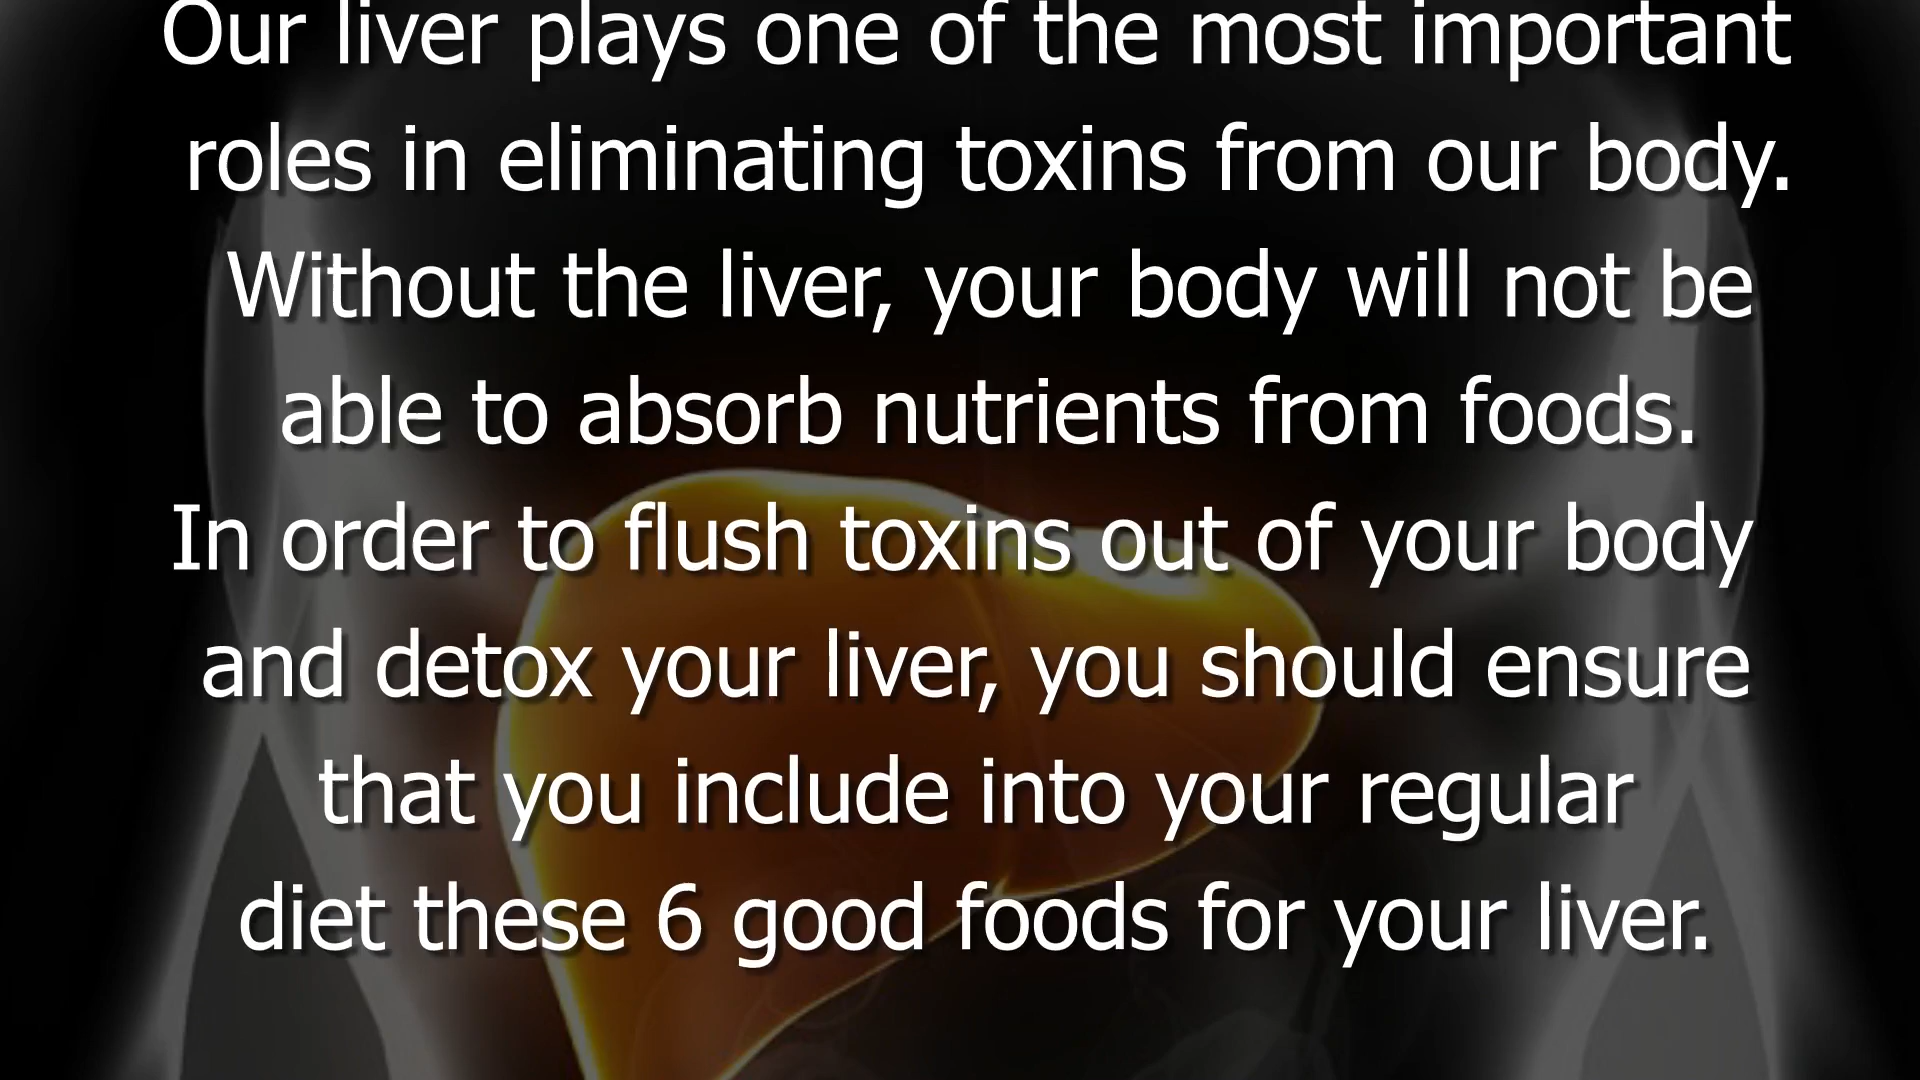 Our liver plays one of the most important
roles in eliminating toxins from our body.
Without the liver, your body will not be
able to absorb nutrients from foods.
In order to flush toxins out of your body
and detox your liver, you should ensure
that you include into your regular
diet these 6 good foods for your liver.